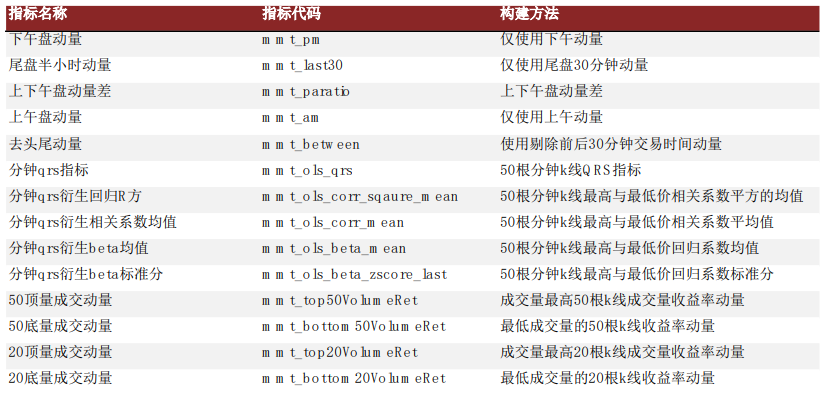 指标名称 指标代码 构建方法
下午盘动量 mmt_pm 仅使用下午动量
尾盘半小时动量 mmt_last30 仅使用尾盘30分钟动量
上下午盘动量差 mmt_paratio 上下午盘动量差
上午盘动量 mmt_am 仅使用上午动量
去头尾动量 mmt_between 使用剔除前后30分钟交易时间动量
分钟qrs指标 mmt_ols_qrs 50根分钟k线QRS指标
分钟qrs衍生回归R方 mmt_ols_corr_sqaure_mean 50根分钟k线最高与最低价相关系数平方的均值
分钟qrs衍生相关系数均值 mmt_ols_corr_mean 50根分钟k线最高与最低价相关系数平均值
分钟qrs衍生beta均值 mmt_ols_beta_mean 50根分钟k线最高与最低价回归系数均值
分钟qrs衍生beta标准分 mmt_ols_beta_zscore_last 50根分钟k线最高与最低价回归系数标准分
50顶量成交动量 mmt_top50VolumeRet 成交量最高50根k线成交量收益率动量
50底量成交动量 mmt_bottom50VolumeRet 最低成交量的50根k线收益率动量
20顶量成交动量 mmt_top20VolumeRet 成交量最高20根k线成交量收益率动量
20底量成交动量 mmt_bottom20VolumeRet 最低成交量的20根k线收益率动量